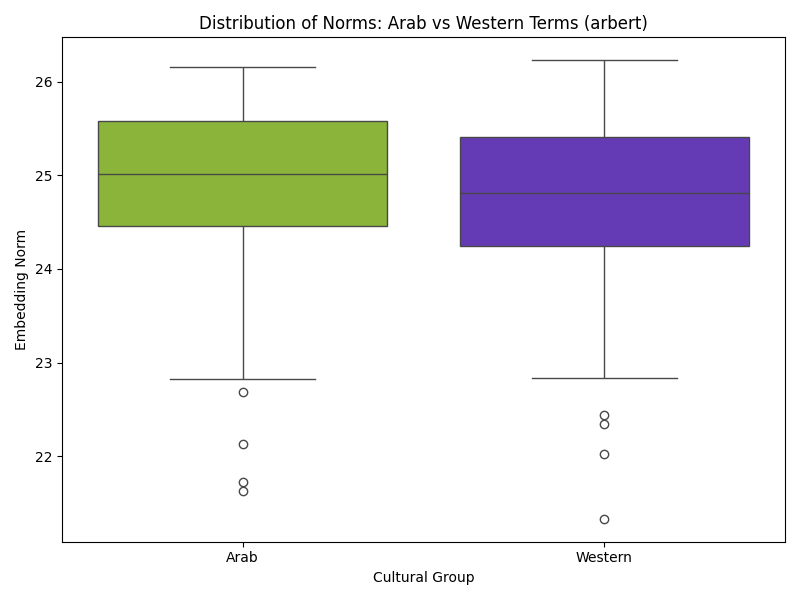 Distribution of Norms: Arab vs Western Terms (arbert)
Embedding Norm
26
25
24
23
22
Arab
Western
Cultural Group